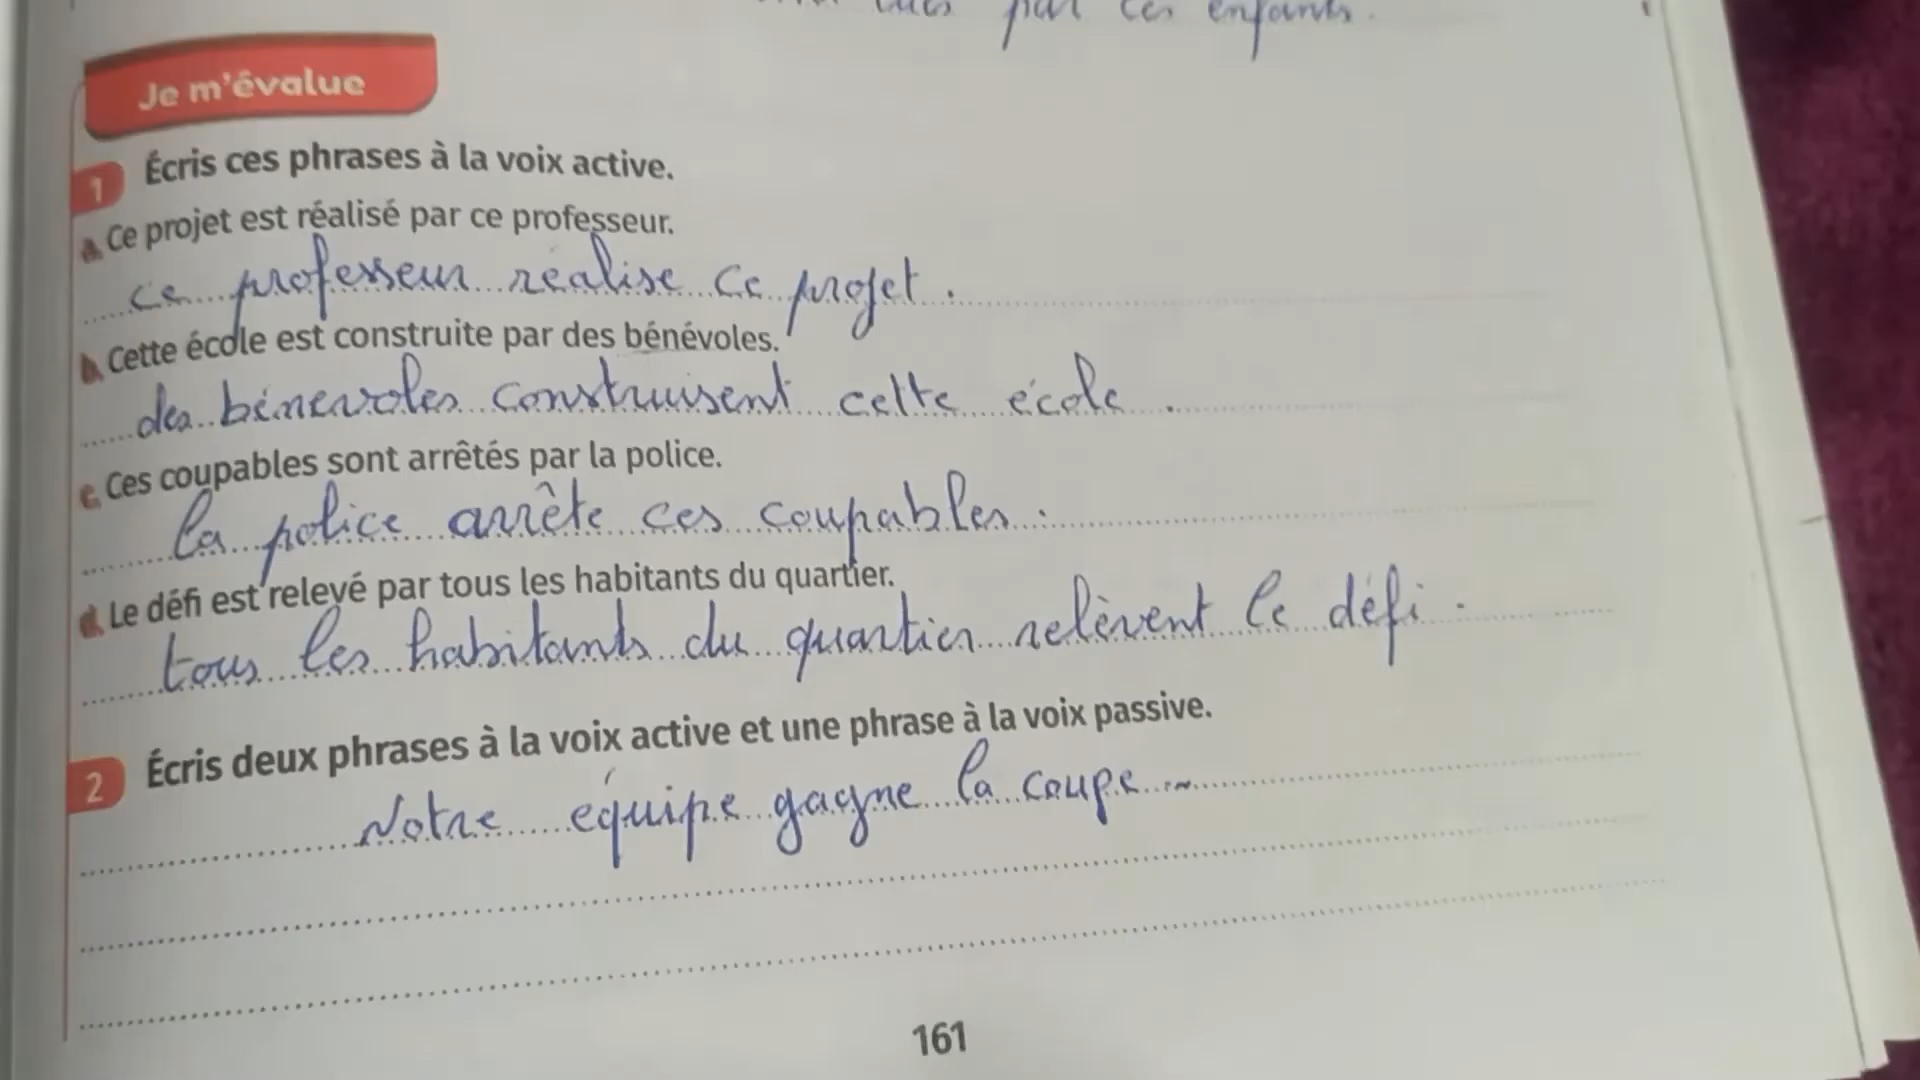 par les enfants.
Je m'évalue
1 Écris ces phrases à la voix active.
a. Ce projet est réalisé par ce professeur.
ce professeur réalise ce projet.
b. Cette école est construite par des bénévoles.
des bénevoles construisent cette école.
c. Ces coupables sont arrêtés par la police.
la police arrête ces coupables.
d. Le défi est relevé par tous les habitants du quartier.
tous les habitants du quartier relèvent le défi.
2 Écris deux phrases à la voix active et une phrase à la voix passive.
Notre équipe gagne la coupe
161